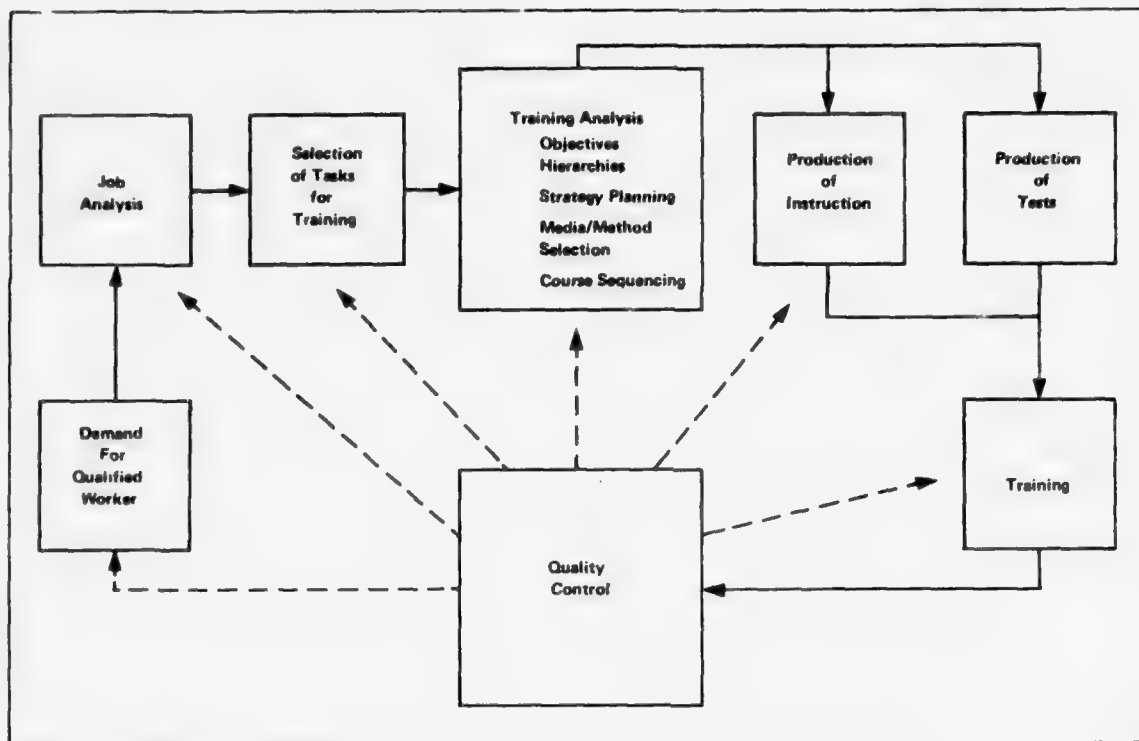 Job
Analysis
Selection
of Tasks
for
Training
Training Analysis
Objectives
Hierarchies
Strategy Planning
Media/Method
Selection
Course Sequencing
Production
of
Instruction
Production
of
Tests
Demand
For
Qualified
Worker
Quality
Control
Training